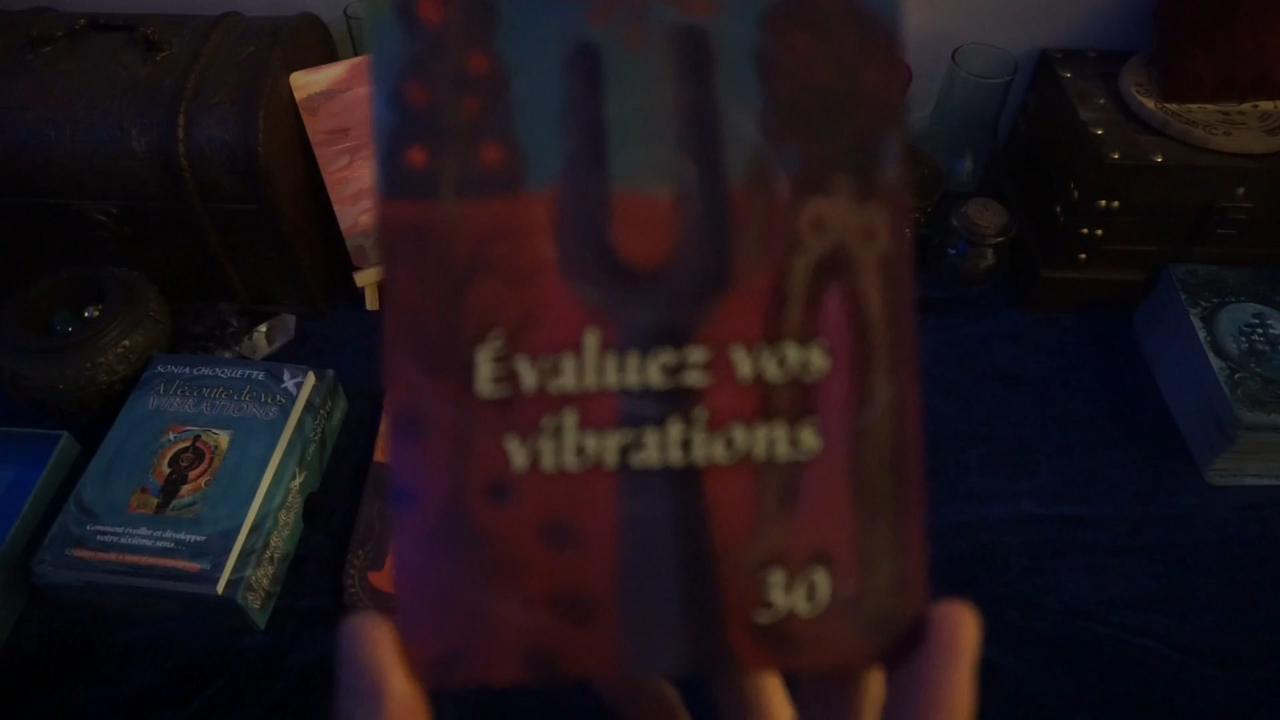 Évaluez vos
vibrations
30
SONIA CHOQUETTE
À l'écoute de vos
VIBRATIONS
Comment éveiller et développer
votre sixième sens...